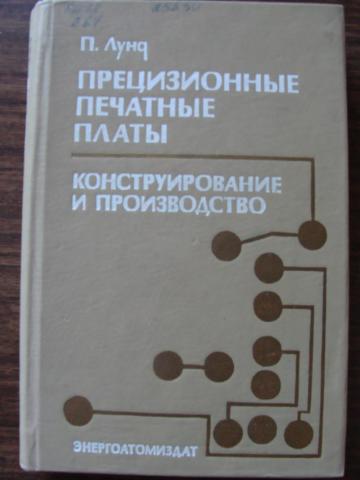 П. Лунд
ПРЕЦИЗИОННЫЕ
ПЕЧАТНЫЕ
ПЛАТЫ
КОНСТРУИРОВАНИЕ
И ПРОИЗВОДСТВО
ЭНЕРГОАТОМИЗДАТ